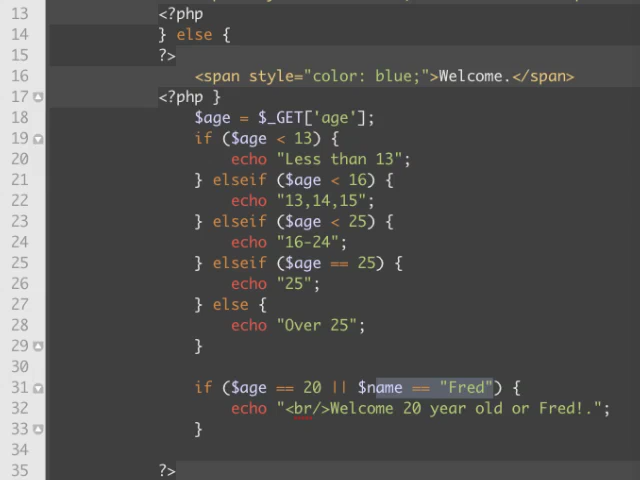 13 <?php
14 } else {
15 ?>
16 <span style="color: blue;">Welcome.</span>
17 <?php }
18 $age = $_GET['age'];
19 if ($age < 13) {
20 echo "Less than 13";
21 } elseif ($age < 16) {
22 echo "13,14,15";
23 } elseif ($age < 25) {
24 echo "16-24";
25 } elseif ($age == 25) {
26 echo "25";
27 } else {
28 echo "Over 25";
29 }
30
31 if ($age == 20 || $name == "Fred") {
32 echo "<br/>Welcome 20 year old or Fred!.";
33 }
34
35 ?>